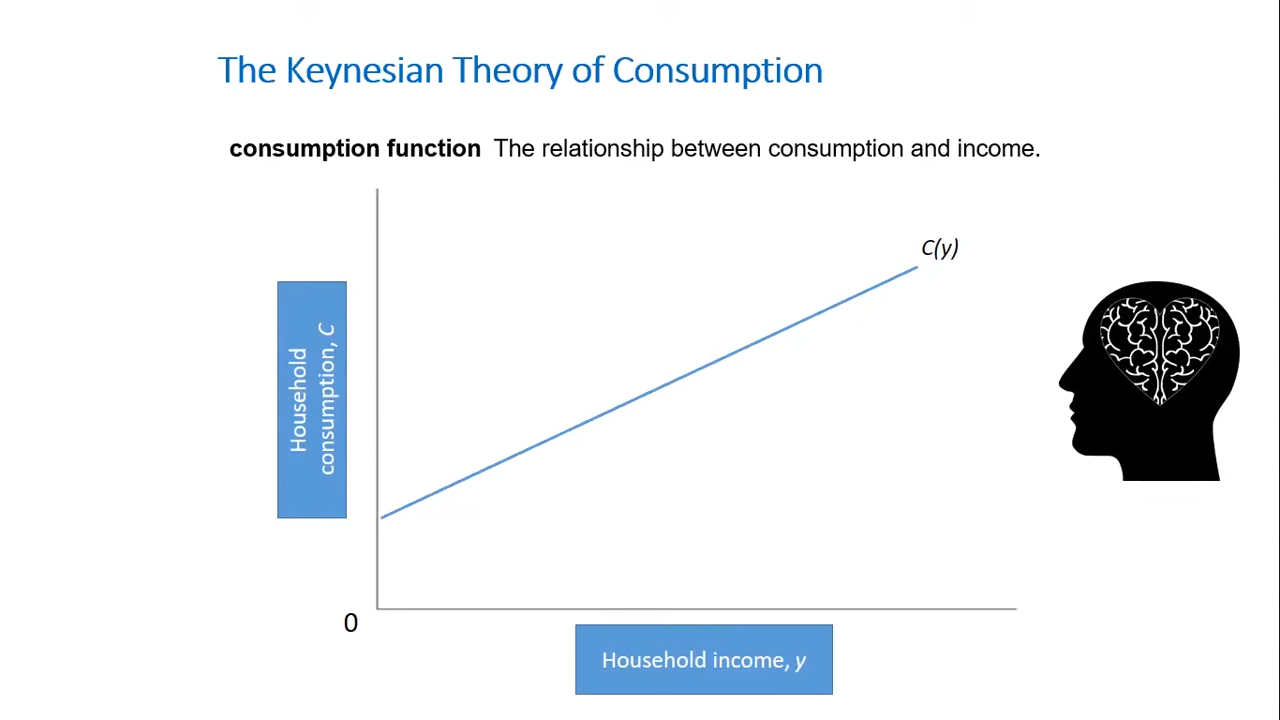 The Keynesian Theory of Consumption
consumption function The relationship between consumption and income.
C(y)
Household
consumption, C
0
Household income, y